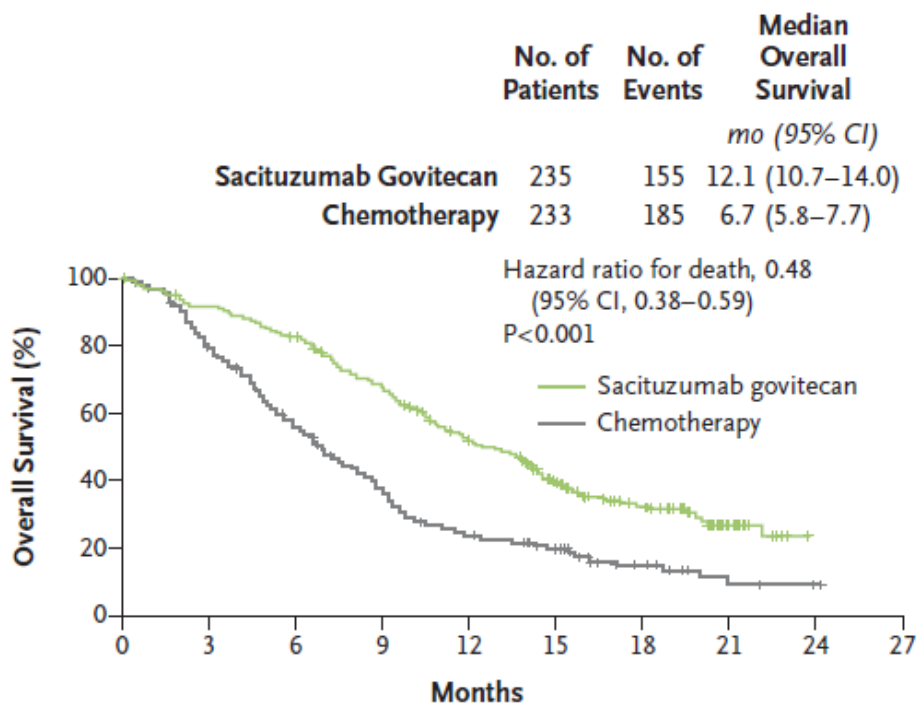 Median
No. of No. of Overall
Patients Events Survival
mo (95% CI)
Sacituzumab Govitecan 235 155 12.1 (10.7–14.0)
Chemotherapy 233 185 6.7 (5.8–7.7)
Hazard ratio for death, 0.48
(95% CI, 0.38–0.59)
P<0.001
Sacituzumab govitecan
Chemotherapy
Overall Survival (%)
100
80
60
40
20
0
0 3 6 9 12 15 18 21 24 27
Months